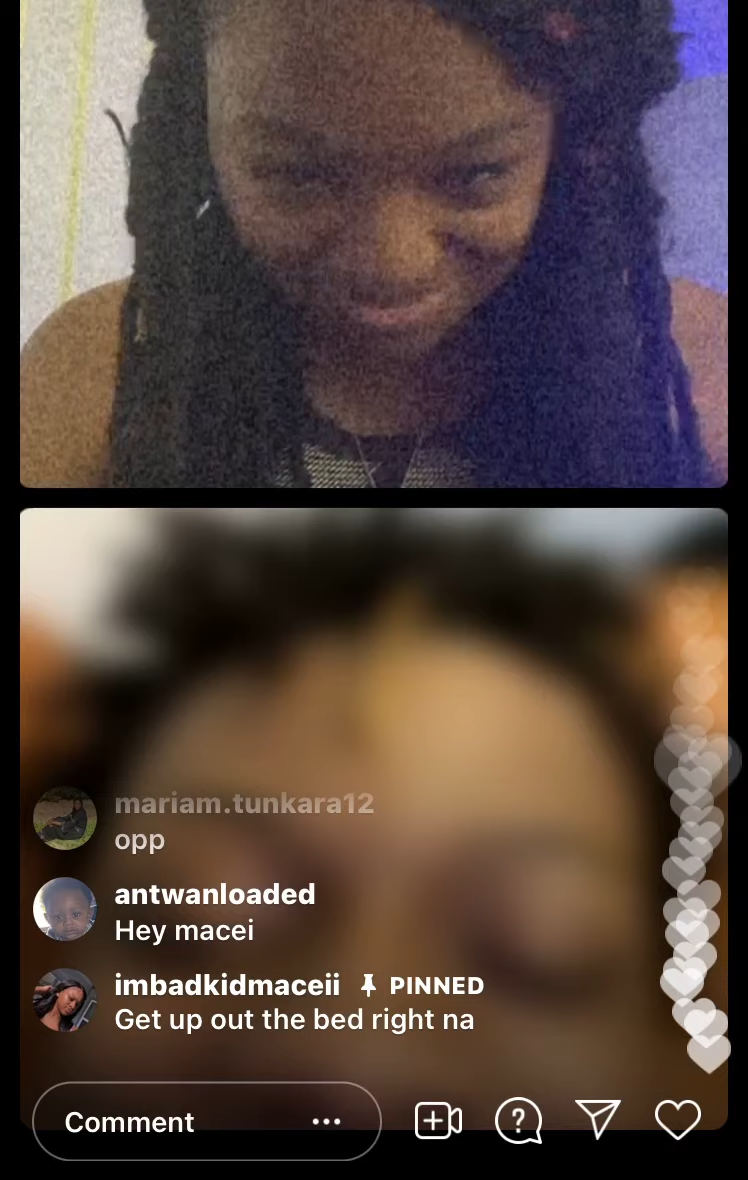 mariam.tunkara12
opp
antwanloaded
Hey macei
imbadkidmaceii PINNED
Get up out the bed right na
Comment